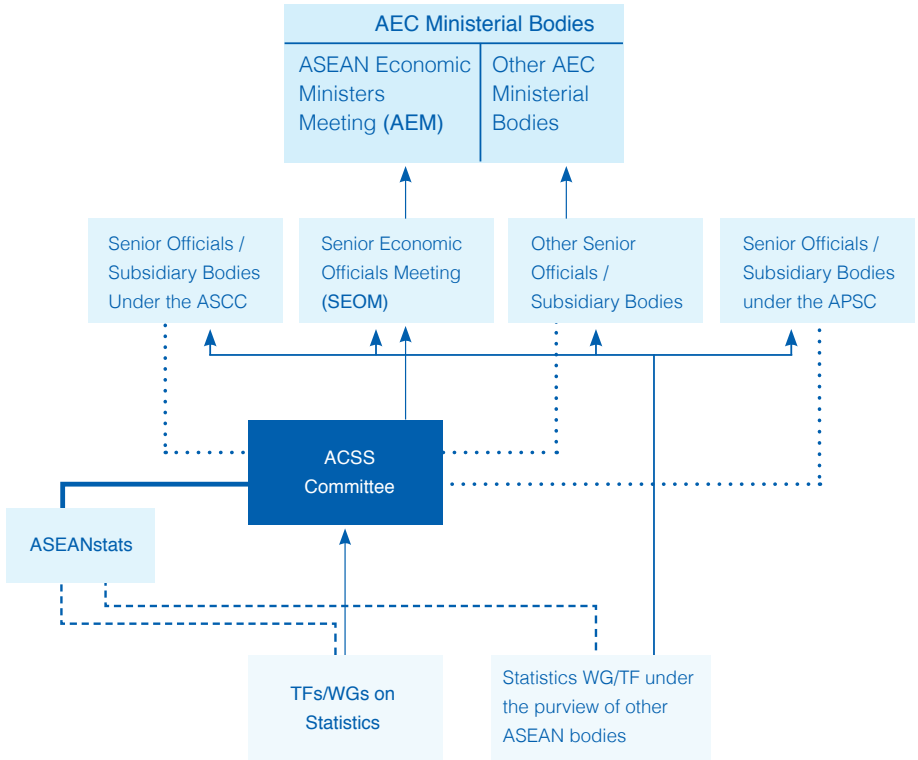 AEC Ministerial Bodies
ASEAN Economic
Ministers
Meeting (AEM)
Other AEC
Ministerial
Bodies
Senior Officials /
Subsidiary Bodies
Under the ASCC
Senior Economic
Officials Meeting
(SEOM)
Other Senior
Officials /
Subsidiary Bodies
Senior Officials /
Subsidiary Bodies
under the APSC
ACSS
Committee
ASEANstats
TFs/WGs on
Statistics
Statistics WG/TF under
the purview of other
ASEAN bodies